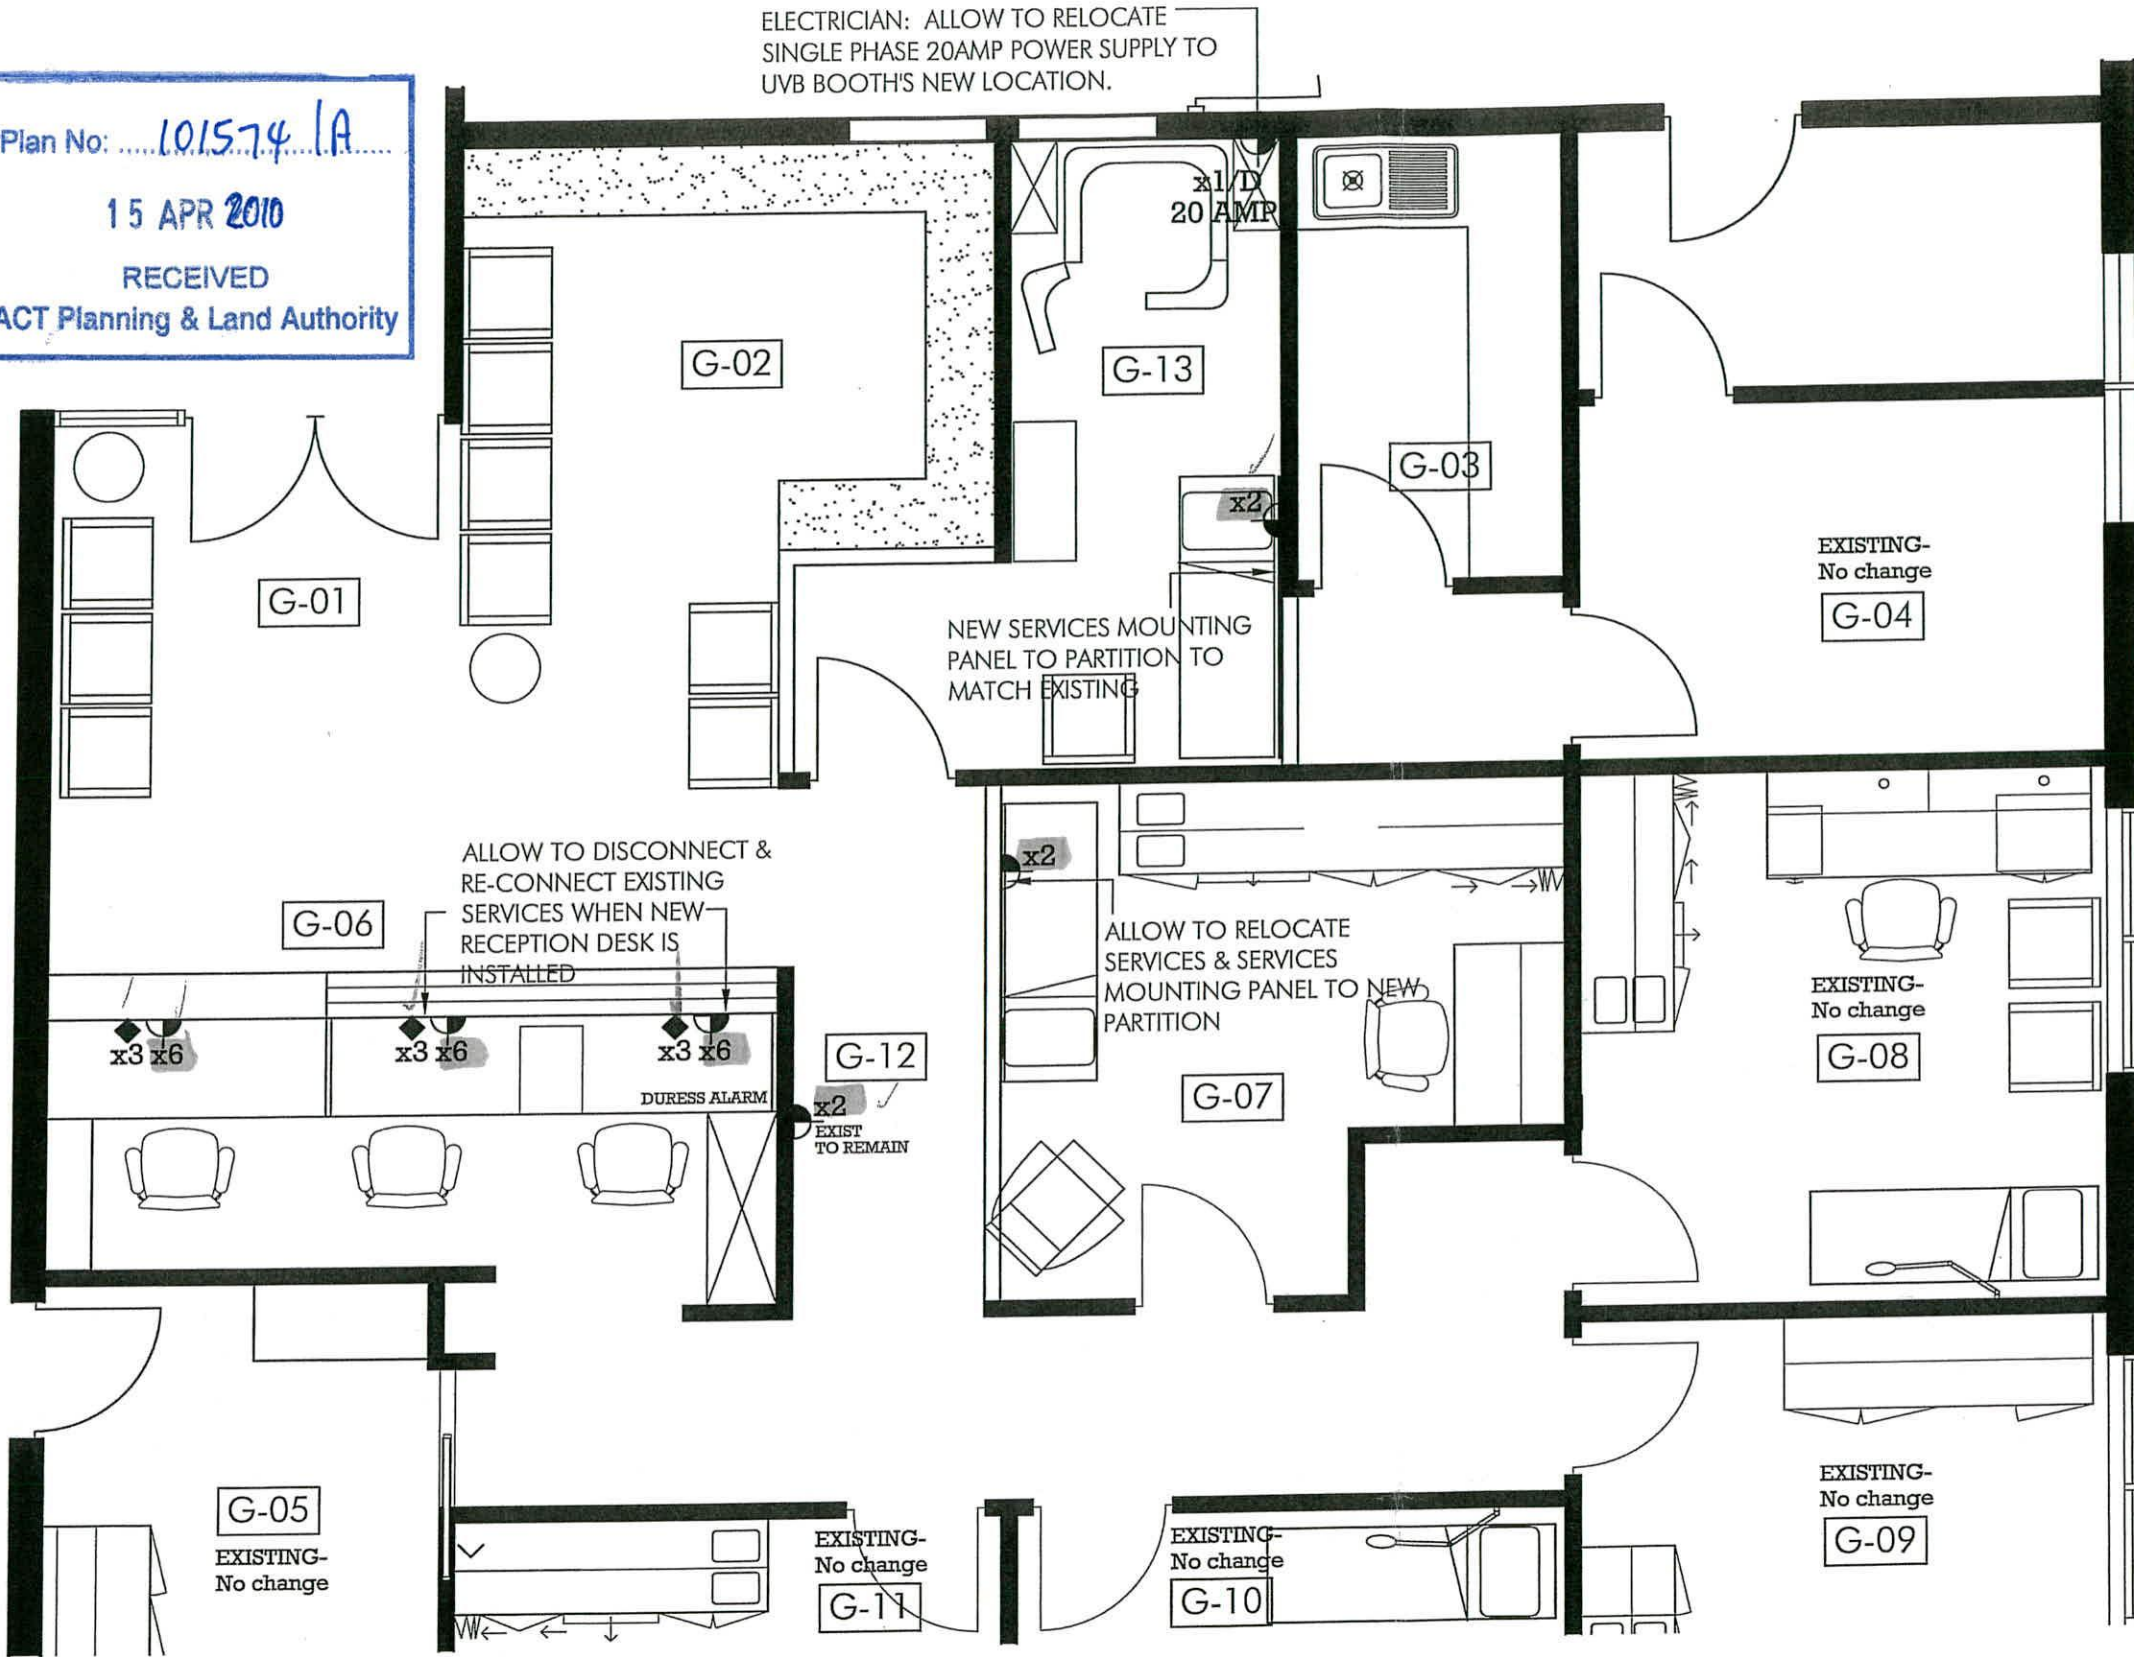 ELECTRICIAN: ALLOW TO RELOCATE
SINGLE PHASE 20AMP POWER SUPPLY TO
UVB BOOTH'S NEW LOCATION.
Plan No: .....101574/A.....
15 APR 2010
RECEIVED
ACT Planning & Land Authority
x1/D
20 AMP
G-02
G-13
G-03
x2
EXISTING-
No change
G-04
G-01
NEW SERVICES MOUNTING
PANEL TO PARTITION TO
MATCH EXISTING
ALLOW TO DISCONNECT &
RE-CONNECT EXISTING
SERVICES WHEN NEW
RECEPTION DESK IS
INSTALLED
G-06
x2
ALLOW TO RELOCATE
SERVICES & SERVICES
MOUNTING PANEL TO NEW
PARTITION
EXISTING-
No change
G-08
x3 x6
x3 x6
x3 x6
G-12
DURESS ALARM
x2
EXIST
TO REMAIN
G-07
G-05
EXISTING-
No change
EXISTING-
No change
G-11
EXISTING-
No change
G-10
EXISTING-
No change
G-09